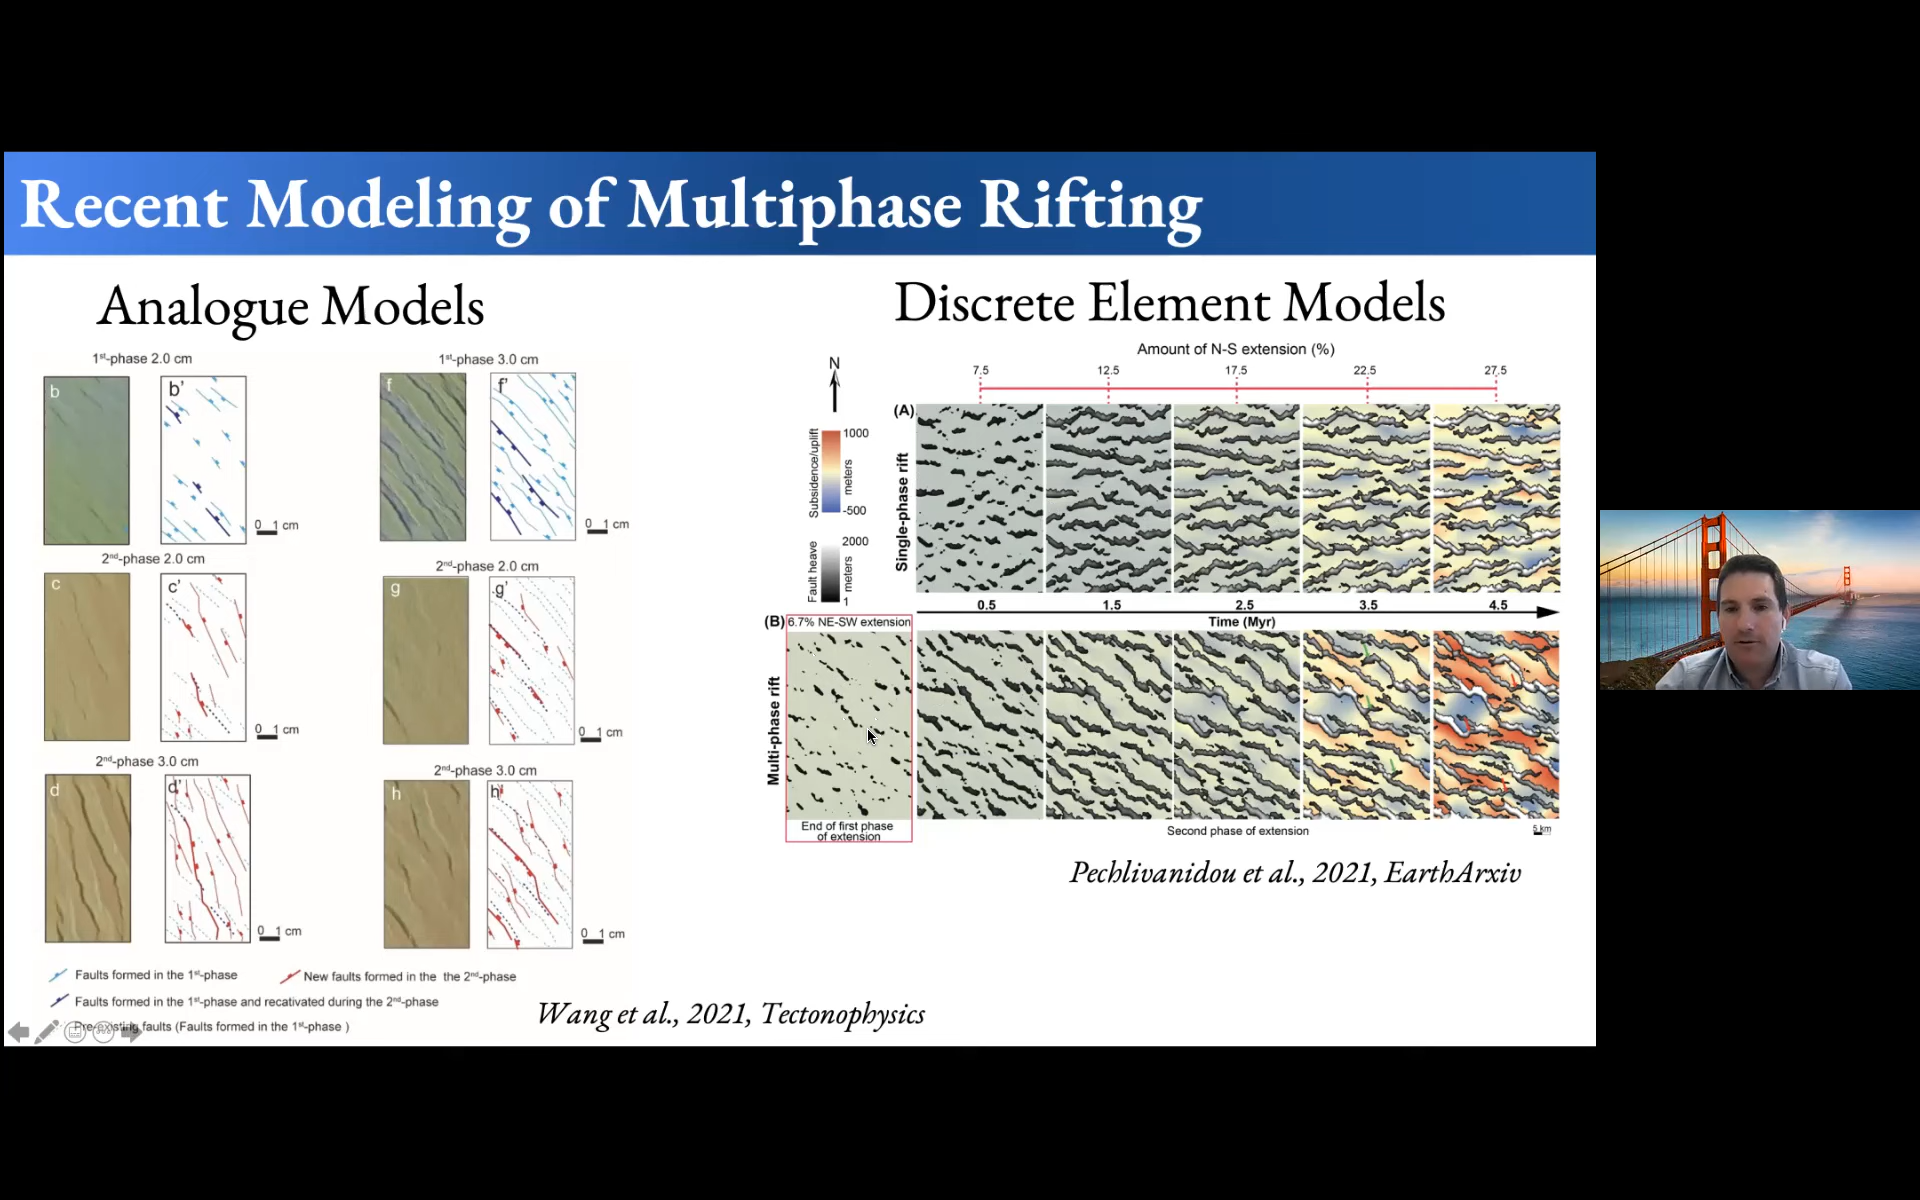 Recent Modeling of Multiphase Rifting
Analogue Models
1st-phase 2.0 cm
1st-phase 3.0 cm
b
b'
0 1 cm
f
f'
0 1 cm
2nd-phase 2.0 cm
2nd-phase 2.0 cm
c
c'
0 1 cm
g
g'
0 1 cm
2nd-phase 3.0 cm
2nd-phase 3.0 cm
d
d'
0 1 cm
h
h'
0 1 cm
Faults formed in the 1st-phase
New faults formed in the the 2nd-phase
Faults formed in the 1st-phase and recativated during the 2nd-phase
Pre-existing faults (Faults formed in the 1st-phase )
Wang et al., 2021, Tectonophysics
Discrete Element Models
Amount of N-S extension (%)
7.5 12.5 17.5 22.5 27.5
N
(A)
Subsidence/uplift
meters
1000
-500
Fault heave
meters
2000
1
Single-phase rift
0.5 1.5 2.5 3.5 4.5
Time (Myr)
(B)
6.7% NE-SW extension
Multi-phase rift
End of first phase
of extension
Second phase of extension
5 km
Pechlivanidou et al., 2021, EarthArxiv